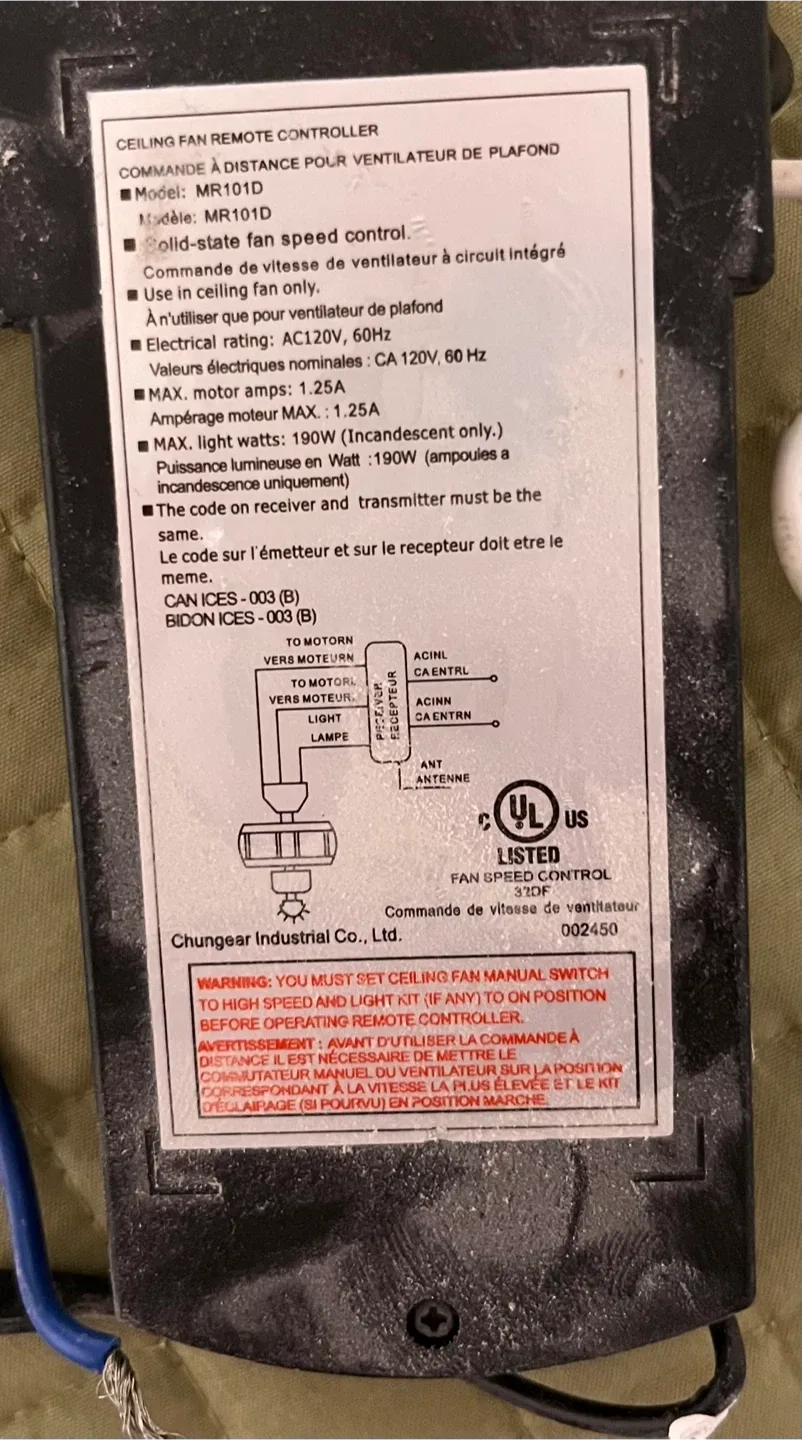 CEILING FAN REMOTE CONTROLLER
COMMANDE À DISTANCE POUR VENTILATEUR DE PLAFOND
■ Model: MR101D
Modèle: MR101D
■ Solid-state fan speed control.
Commande de vitesse de ventilateur à circuit intégré
■ Use in ceiling fan only.
À n'utiliser que pour ventilateur de plafond
■ Electrical rating: AC120V, 60Hz
Valeurs électriques nominales : CA 120V, 60 Hz
■ MAX. motor amps: 1.25A
Ampérage moteur MAX. : 1.25A
■ MAX. light watts: 190W (Incandescent only.)
Puissance lumineuse en Watt :190W (ampoules a
incandescence uniquement)
■ The code on receiver and transmitter must be the
same.
Le code sur l'émetteur et sur le recepteur doit etre le
meme.
CAN ICES - 003 (B)
BIDON ICES - 003 (B)
TO MOTORN
VERS MOTEURN
TO MOTORL
VERS MOTEUR
LIGHT
LAMPE
RECEIVER
RECEPTEUR
ACINL
CA ENTRL
ACINN
CA ENTRN
ANT
ANTENNE
C UL US
LISTED
FAN SPEED CONTROL
37DF
Commande de vitesse de ventilateur
002450
Chungear Industrial Co., Ltd.
WARNING: YOU MUST SET CEILING FAN MANUAL SWITCH
TO HIGH SPEED AND LIGHT KIT (IF ANY) TO ON POSITION
BEFORE OPERATING REMOTE CONTROLLER.
AVERTISSEMENT : AVANT D'UTILISER LA COMMANDE À
DISTANCE IL EST NÉCESSAIRE DE METTRE LE
COMMUTATEUR MANUEL DU VENTILATEUR SUR LA POSITION
CORRESPONDANT À LA VITESSE LA PLUS ÉLEVÉE ET LE KIT
D'ÉCLAIRAGE (SI POURVU) EN POSITION MARCHE.